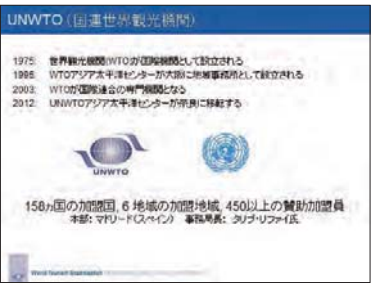 UNWTO (国連世界観光機関)
1975: 世界観光機関(WTO)が国際機関として設立される
1995: WTOアジア太平洋センターが大阪に地域事務所として設立される
2003: WTOが国際連合の専門機関となる
2012: UNWTOアジア太平洋センターが奈良に移転する
UNWTO
158ヵ国の加盟国, 6地域の加盟地域, 450以上の賛助加盟員
本部: マドリード(スペイン) 事務局長: タリブ・リファイ氏
World Tourism Organization